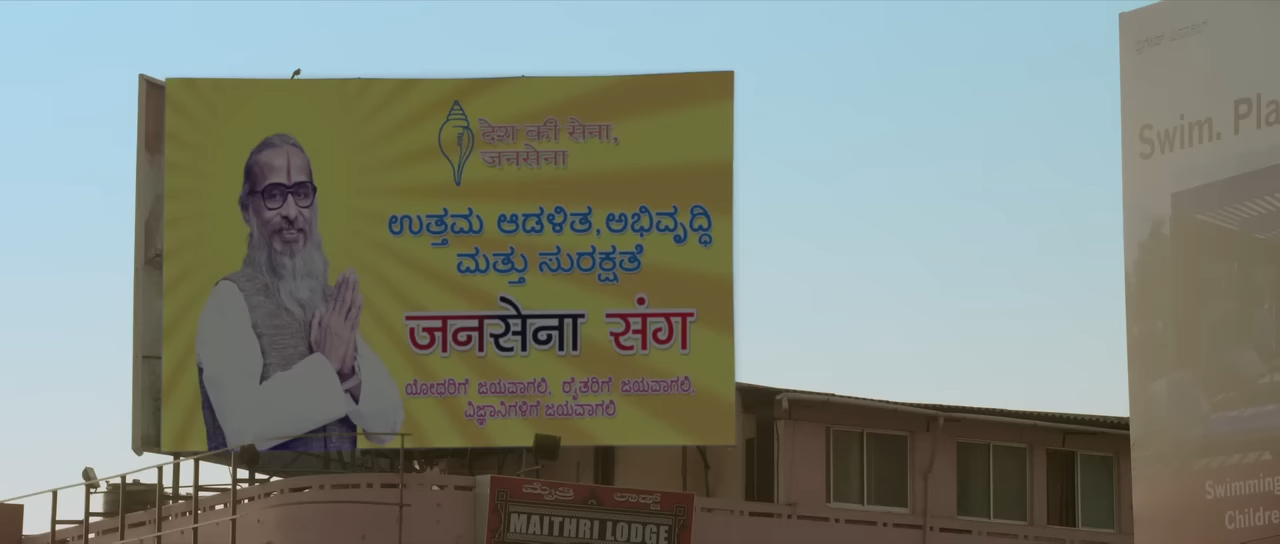 देश की सेना,
जनसेना
ಉತ್ತಮ ಆಡಳಿತ, ಅಭಿವೃದ್ಧಿ
ಮತ್ತು ಸುರಕ್ಷತೆ
जनसेना संग
ಯೋಧರಿಗೆ ಜಯವಾಗಲಿ, ರೈತರಿಗೆ ಜಯವಾಗಲಿ,
ವಿಜ್ಞಾನಿಗಳಿಗೆ ಜಯವಾಗಲಿ
ಮೈತ್ರಿ ಲಾಡ್ಜ್
MAITHRI LODGE
Swim. Pla
Swimming
Childre